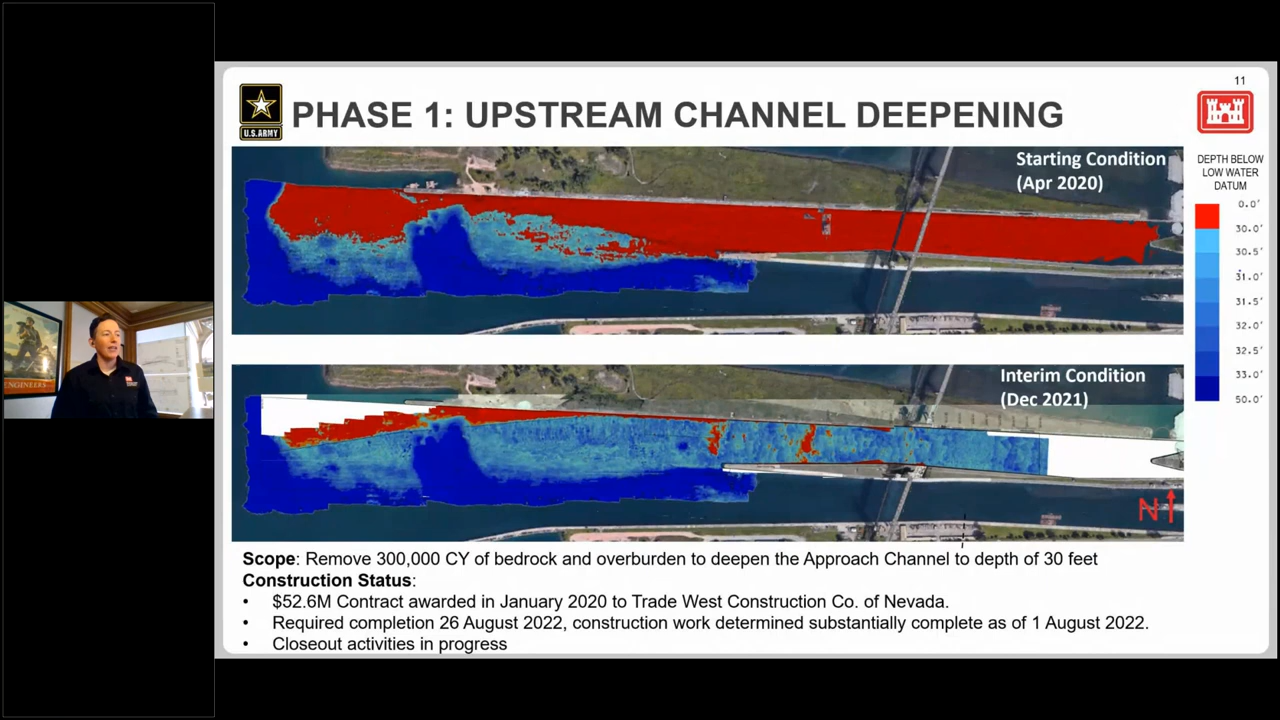 11
U.S.ARMY
PHASE 1: UPSTREAM CHANNEL DEEPENING
Starting Condition
(Apr 2020)
DEPTH BELOW
LOW WATER
DATUM
0.0'
30.0'
30.5'
31.0'
31.5'
32.0'
32.5'
33.0'
50.0'
Interim Condition
(Dec 2021)
N
ENGINEERS
Scope: Remove 300,000 CY of bedrock and overburden to deepen the Approach Channel to depth of 30 feet
Construction Status:
• $52.6M Contract awarded in January 2020 to Trade West Construction Co. of Nevada.
• Required completion 26 August 2022, construction work determined substantially complete as of 1 August 2022.
• Closeout activities in progress